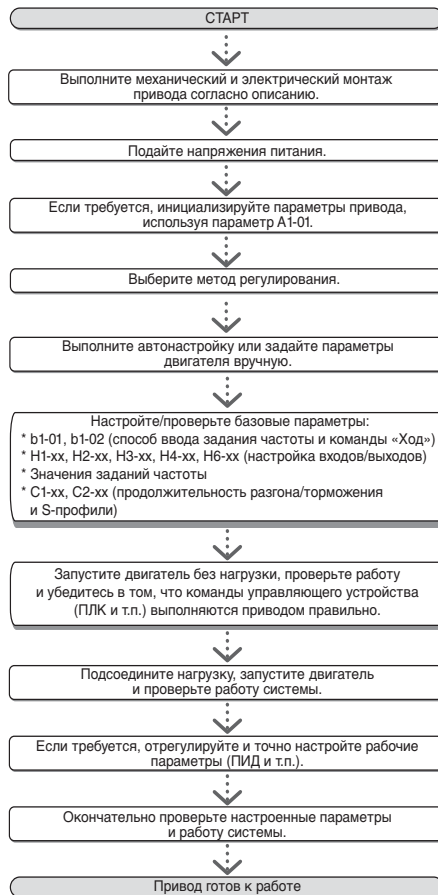 СТАРТ
Выполните механический и электрический монтаж
привода согласно описанию.
Подайте напряжения питания.
Если требуется, инициализируйте параметры привода,
используя параметр A1-01.
Выберите метод регулирования.
Выполните автонастройку или задайте параметры
двигателя вручную.
Настройте/проверьте базовые параметры:
* b1-01, b1-02 (способ ввода задания частоты и команды «Ход»)
* H1-xx, H2-xx, H3-xx, H4-xx, H6-xx (настройка входов/выходов)
* Значения заданий частоты
* C1-xx, C2-xx (продолжительность разгона/торможения
и S-профили)
Запустите двигатель без нагрузки, проверьте работу
и убедитесь в том, что команды управляющего устройства
(ПЛК и т.п.) выполняются приводом правильно.
Подсоедините нагрузку, запустите двигатель
и проверьте работу системы.
Если требуется, отрегулируйте и точно настройте рабочие
параметры (ПИД и т.п.).
Окончательно проверьте настроенные параметры
и работу системы.
Привод готов к работе